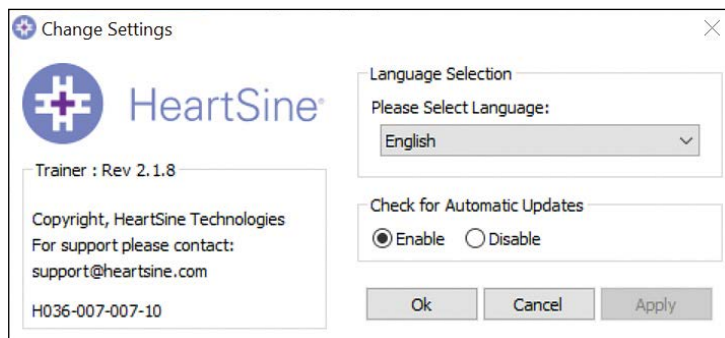 Change Settings
HeartSine®
Trainer : Rev 2.1.8
Copyright, HeartSine Technologies
For support please contact:
support@heartsine.com
H036-007-007-10
Language Selection
Please Select Language:
English
Check for Automatic Updates
Enable Disable
Ok Cancel Apply